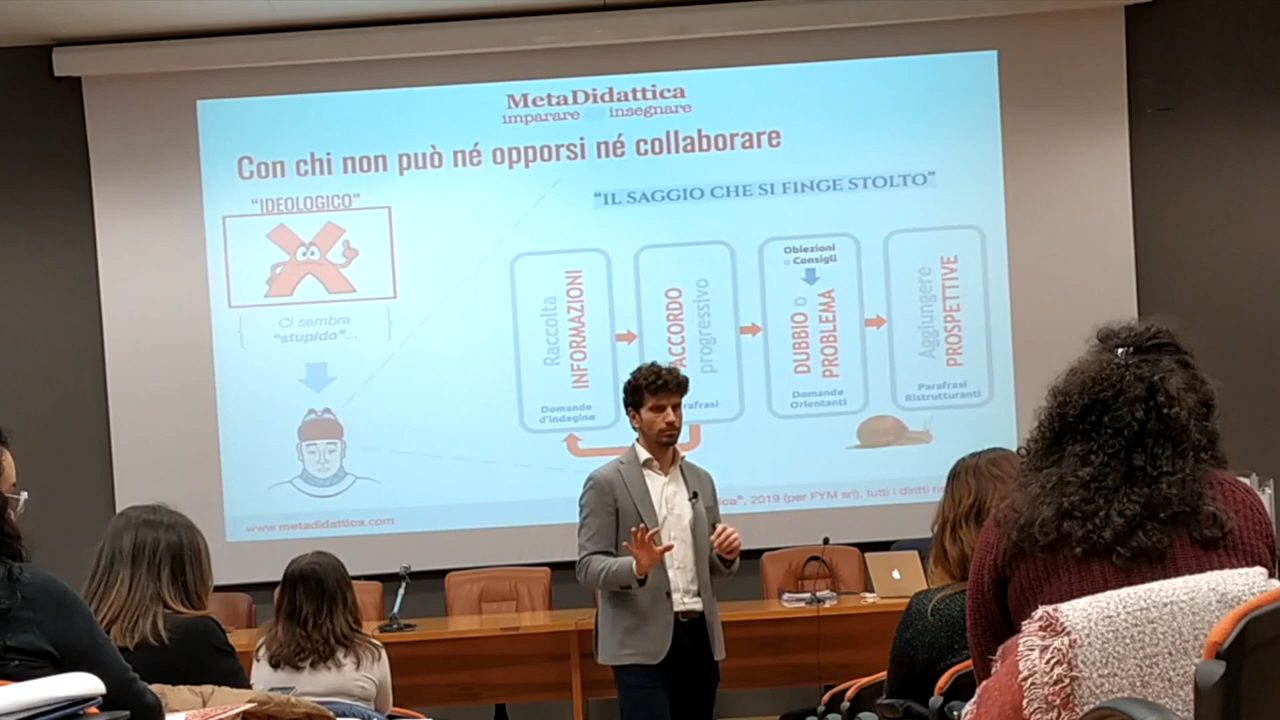 MetaDidattica
imparare insegnare
Con chi non può né opporsi né collaborare
"IDEOLOGICO"
"IL SAGGIO CHE SI FINGE STOLTO"
Ci sembra
"stupido"...
Raccolta
INFORMAZIONI
Domande
d'indagine
ACCORDO
progressivo
Obiezioni
o Consigli
DUBBIO o
PROBLEMA
Domande
Orientanti
Aggiungere
PROSPETTIVE
Parafrasi
Ristrutturanti
www.metadidattica.com
2019 (per FYM srl), tutti i diritti